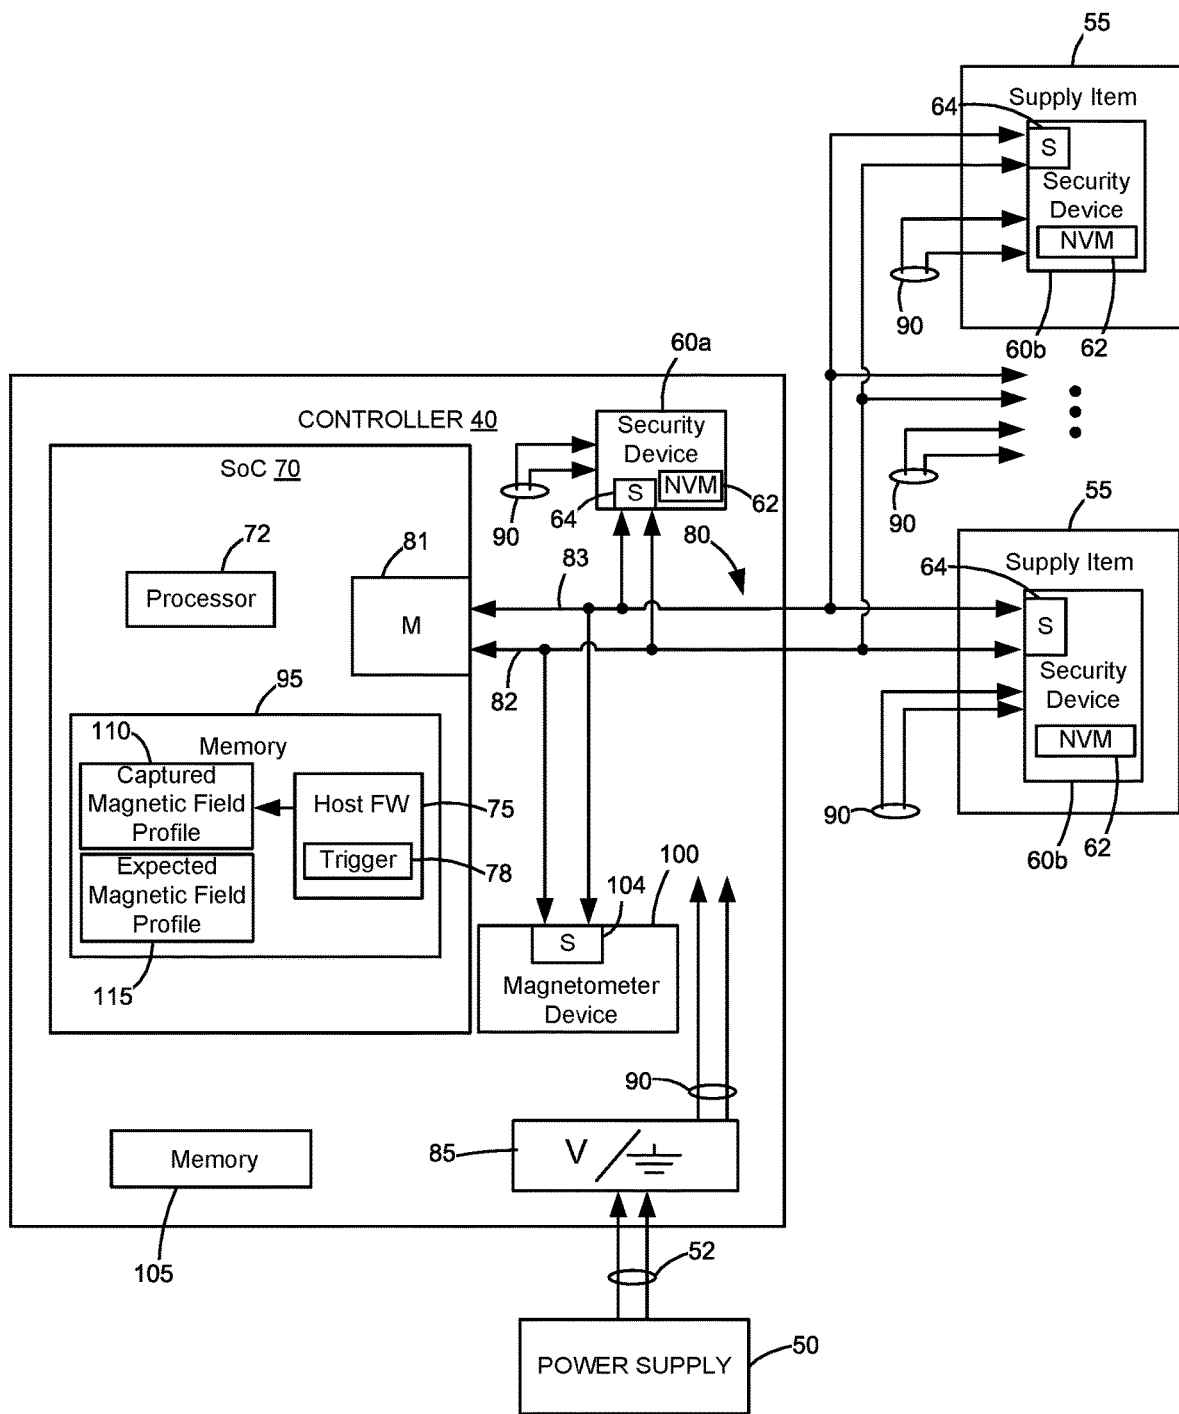 55
Supply Item
64
S
Security
Device
NVM
90
60b
62
60a
CONTROLLER 40
Security
Device
NVM
S
64
62
90
90
55
SoC 70
80
Supply Item
72
81
83
64
Processor
M
S
82
Security
Device
NVM
95
110
Memory
Captured
Magnetic Field
Profile
Host FW
75
90
60b
62
Trigger
78
Expected
Magnetic Field
Profile
100
104
S
115
Magnetometer
Device
90
85
V
Memory
105
52
POWER SUPPLY
50